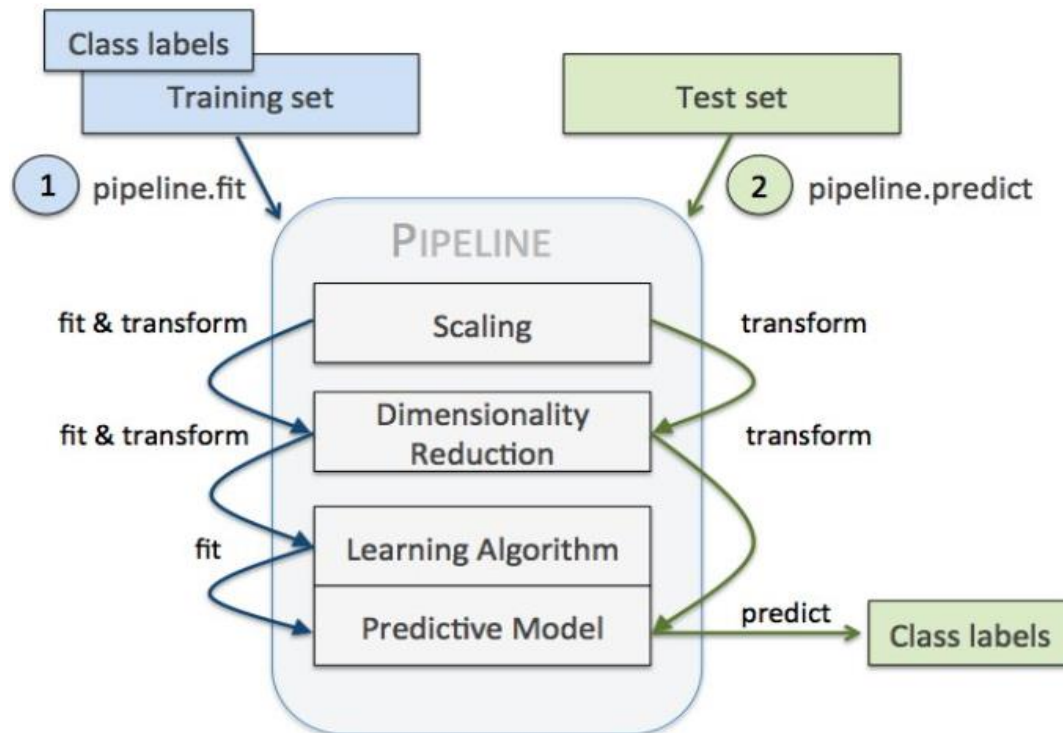 Class labels
Training set
Test set
1
pipeline.fit
2
pipeline.predict
PIPELINE
fit & transform
Scaling
transform
fit & transform
Dimensionality
Reduction
transform
fit
Learning Algorithm
Predictive Model
predict
Class labels